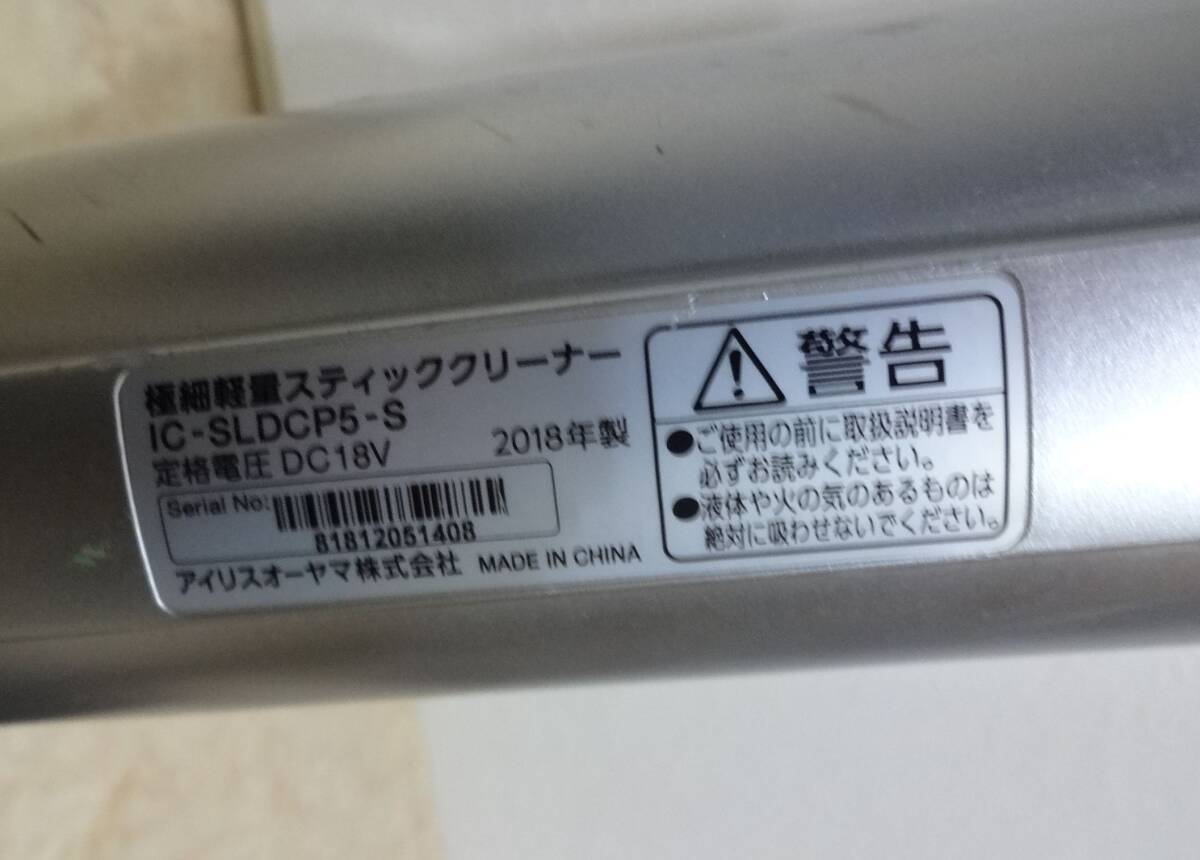 極細軽量スティッククリーナー
IC-SLDCP5-S
定格電圧 DC18V
2018年製
Serial No:
81812051408
アイリスオーヤマ株式会社 MADE IN CHINA
警告
●ご使用の前に取扱説明書を
必ずお読みください。
●液体や火の気のあるものは
絶対に吸わせないでください。